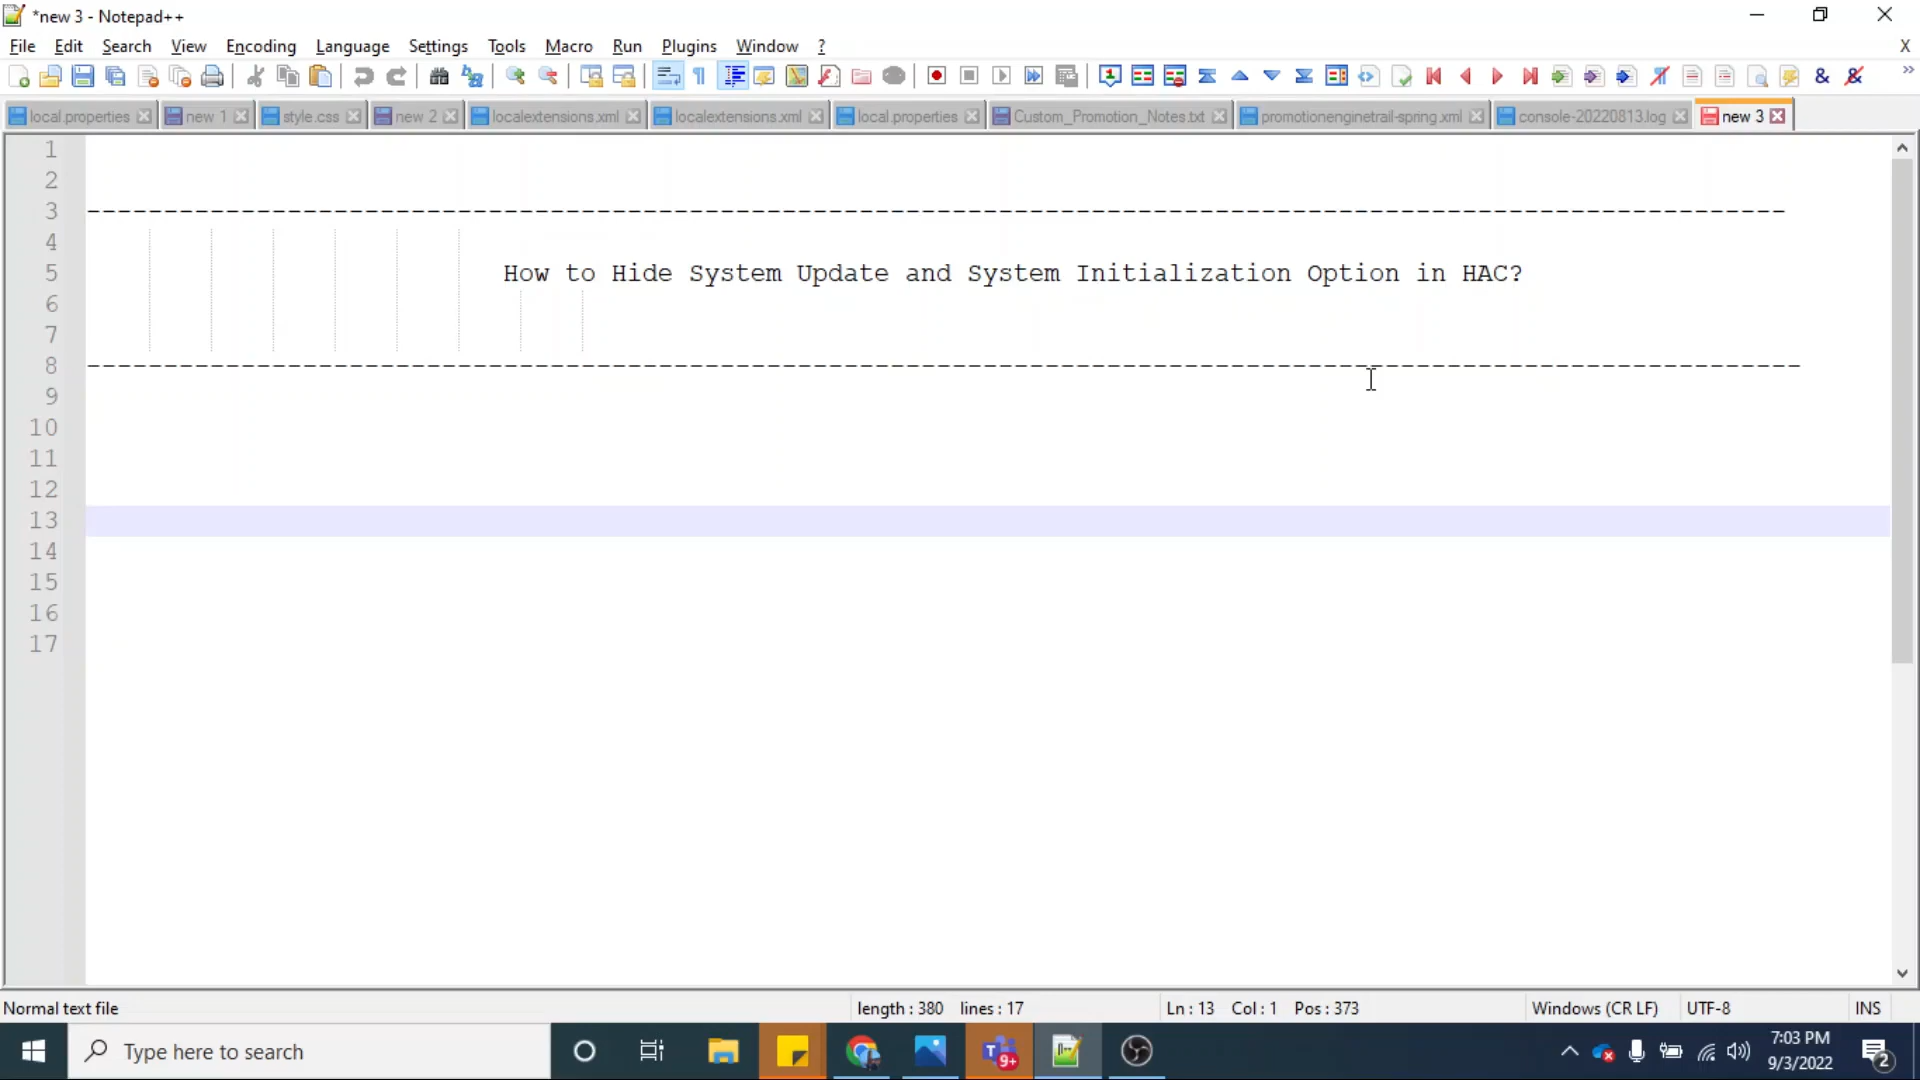 *new 3 - Notepad++
File Edit Search View Encoding Language Settings Tools Macro Run Plugins Window ? X
local.properties new 1 style.css new 2 localextensions.xml localextensions.xml local.properties Custom_Promotion_Notes.txt promotionenginetrail-spring.xml console-20220813.log new 3
1
2
3 --------------------------------------------------------------------------------------------------------------
4
5 How to Hide System Update and System Initialization Option in HAC?
6
7
8 ---------------------------------------------------------------------------------------------------------------
9
10
11
12
13
14
15
16
17
Normal text file length : 380 lines : 17 Ln : 13 Col : 1 Pos : 373 Windows (CR LF) UTF-8 INS
Type here to search 9+ 7:03 PM
9/3/2022 2